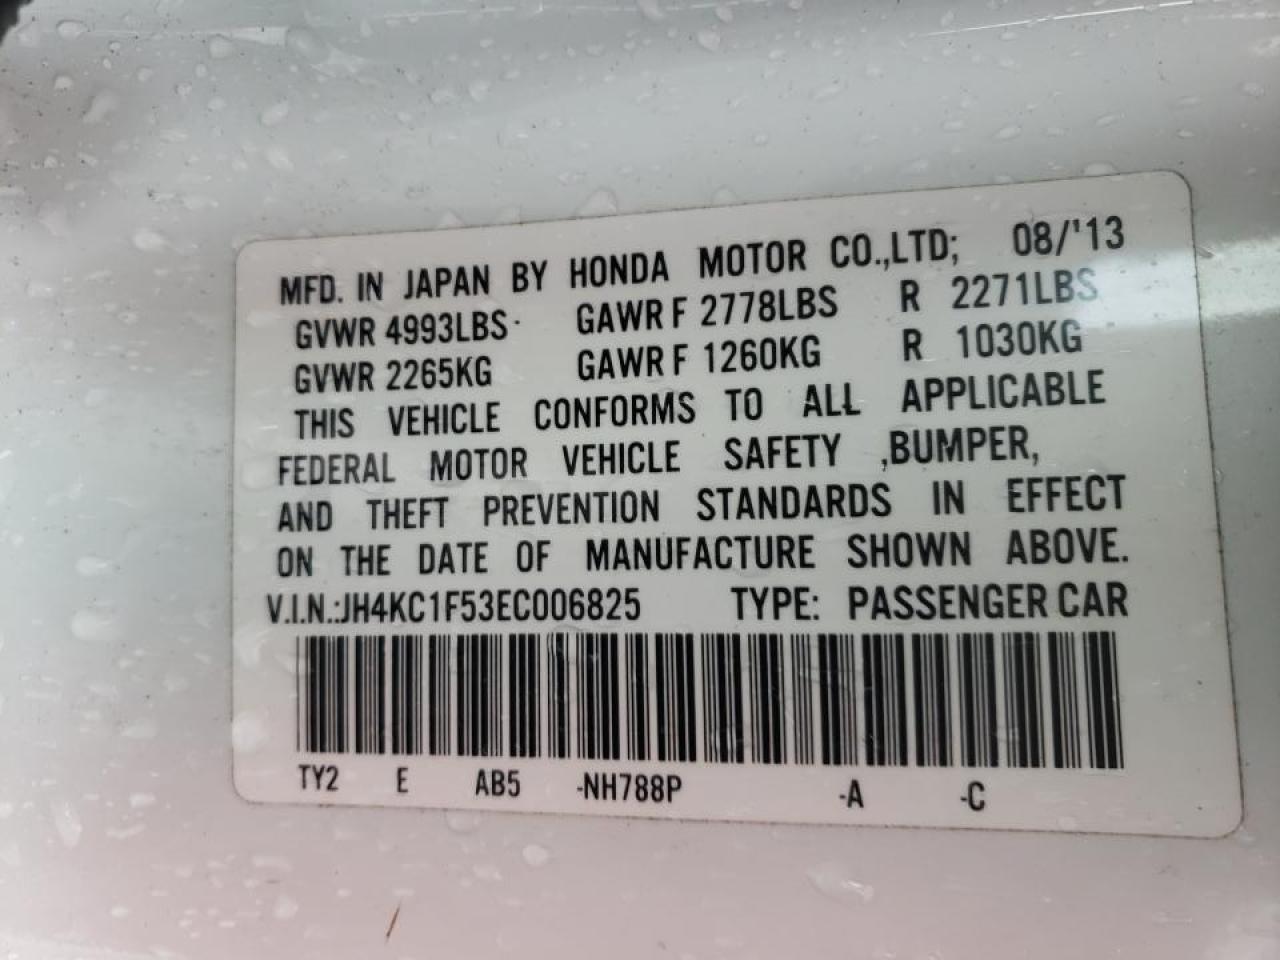 MFD. IN JAPAN BY HONDA MOTOR CO.,LTD; 08/'13
GVWR 4993LBS GAWR F 2778LBS R 2271LBS
GVWR 2265KG GAWR F 1260KG R 1030KG
THIS VEHICLE CONFORMS TO ALL APPLICABLE
FEDERAL MOTOR VEHICLE SAFETY ,BUMPER,
AND THEFT PREVENTION STANDARDS IN EFFECT
ON THE DATE OF MANUFACTURE SHOWN ABOVE.
V.I.N.:JH4KC1F53EC006825 TYPE: PASSENGER CAR
TY2 E AB5 -NH788P -A -C